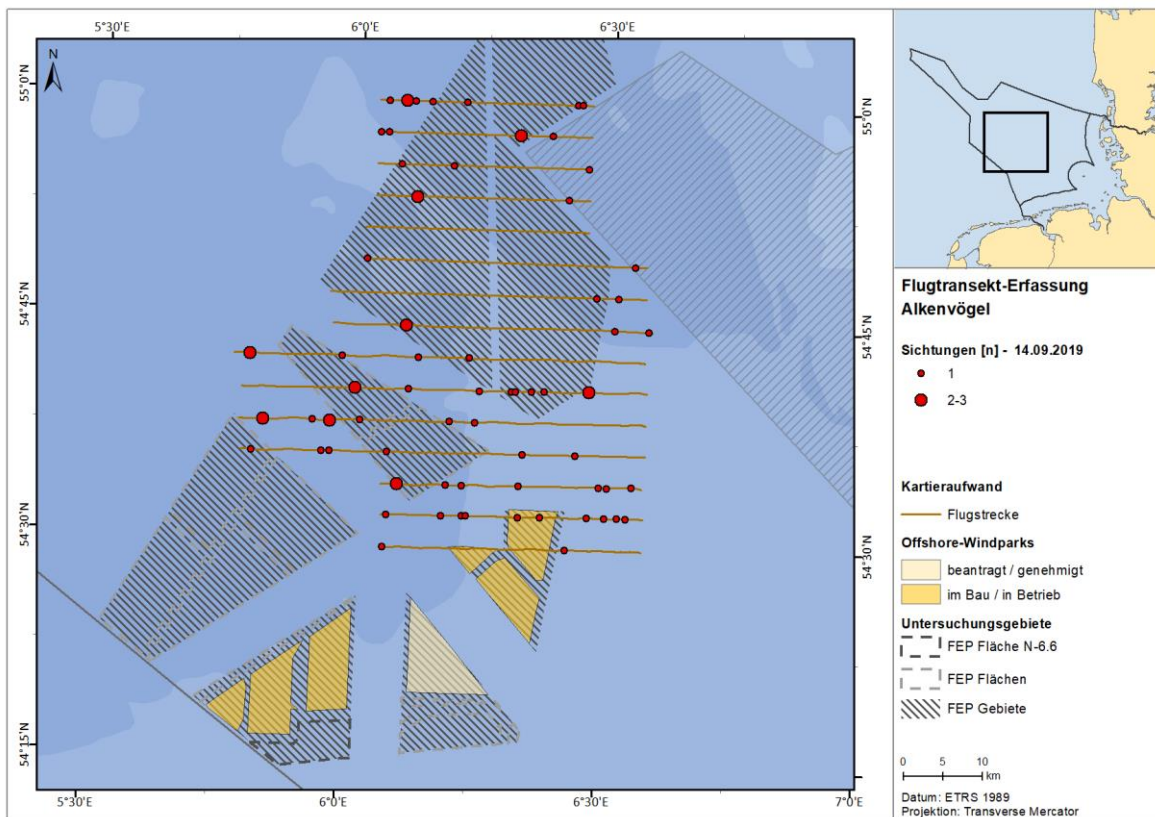 5°30'E
6°0'E
6°30'E
N
55°0'N
54°45'N
54°30'N
54°15'N
55°0'N
54°45'N
54°30'N
5°30'E
6°0'E
6°30'E
7°0'E
Flugtransekt-Erfassung
Alkenvögel
Sichtungen [n] - 14.09.2019
1
2-3
Kartieraufwand
Flugstrecke
Offshore-Windparks
beantragt / genehmigt
im Bau / in Betrieb
Untersuchungsgebiete
FEP Fläche N-6.6
FEP Flächen
FEP Gebiete
0 5 10
km
Datum: ETRS 1989
Projektion: Transverse Mercator